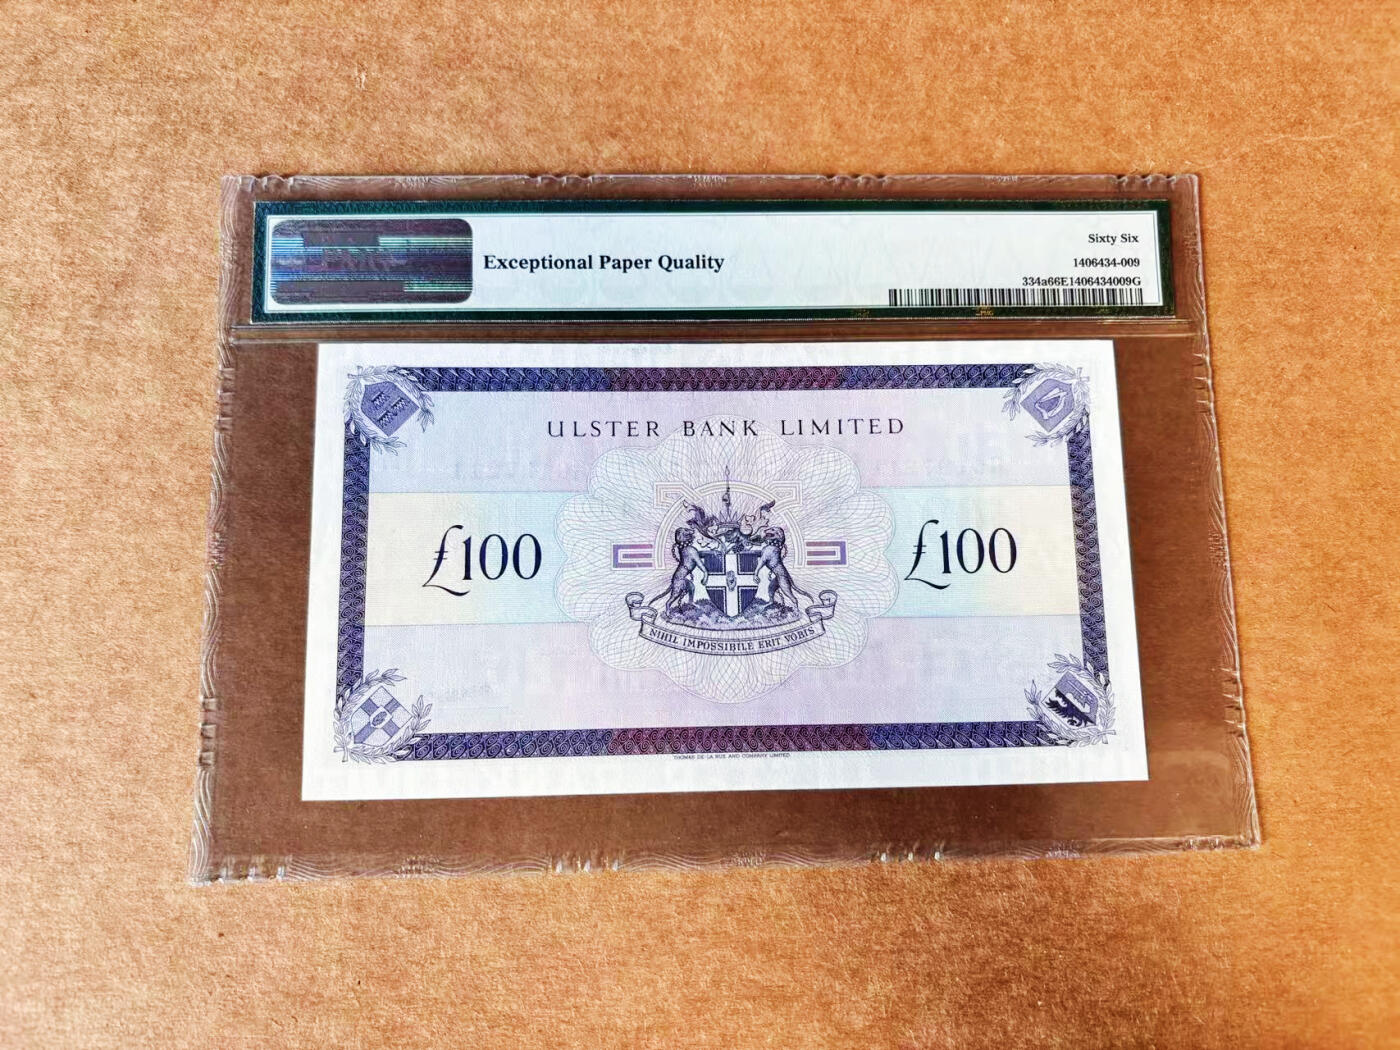 Exceptional Paper Quality
Sixty Six
1406434-009
334a66E1406434009G
ULSTER BANK LIMITED
£100
£100
NIHIL IMPOSSIBILE ERIT VOBIS
THOMAS DE LA RUE AND COMPANY LIMITED